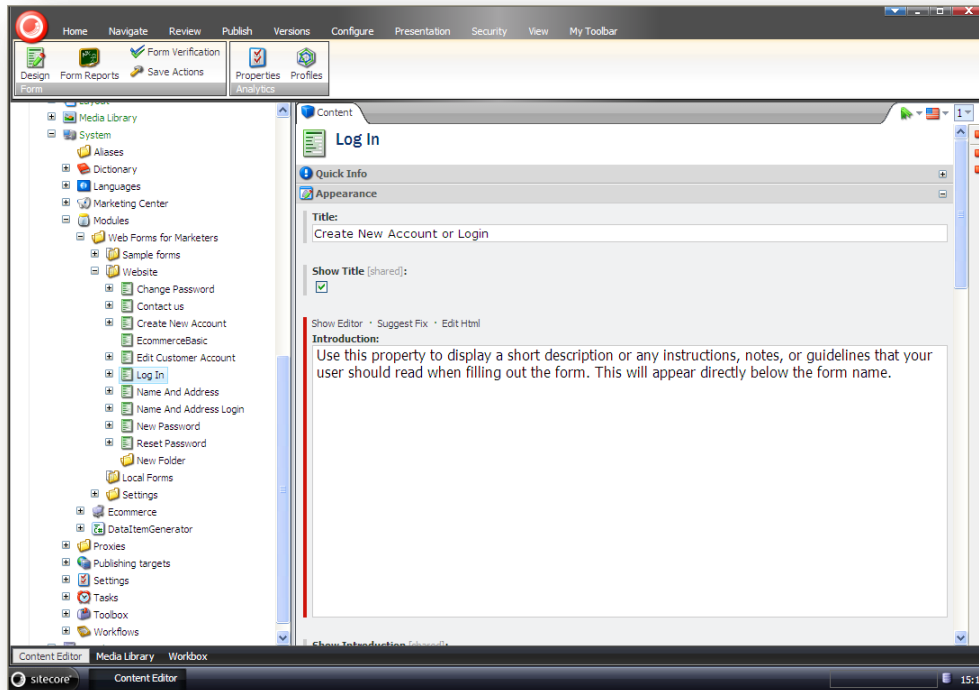 Home Navigate Review Publish Versions Configure Presentation Security View My Toolbar
Design
Form Reports
Form Verification
Save Actions
Form
Properties
Profiles
Analytics
Media Library
System
Aliases
Dictionary
Languages
Marketing Center
Modules
Web Forms for Marketers
Sample forms
Website
Change Password
Contact us
Create New Account
EcommerceBasic
Edit Customer Account
Log In
Name And Address
Name And Address Login
New Password
Reset Password
New Folder
Local Forms
Settings
Ecommerce
DataItemGenerator
Proxies
Publishing targets
Settings
Tasks
Toolbox
Workflows
Content
1
Log In
Quick Info
Appearance
Title:
Create New Account or Login
Show Title [shared]:
Show Editor · Suggest Fix · Edit Html
Introduction:
Use this property to display a short description or any instructions, notes, or guidelines that your
user should read when filling out the form. This will appear directly below the form name.
Show Introduction [shared]:
Content Editor Media Library Workbox
sitecore Content Editor